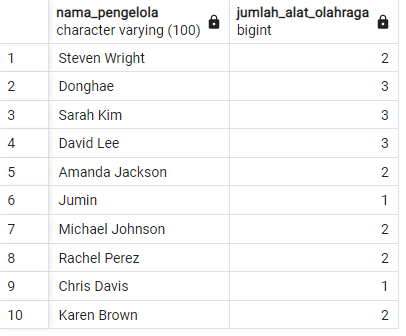 nama_pengelola jumlah_alat_olahraga
character varying (100) bigint
1 Steven Wright 2
2 Donghae 3
3 Sarah Kim 3
4 David Lee 3
5 Amanda Jackson 2
6 Jumin 1
7 Michael Johnson 2
8 Rachel Perez 2
9 Chris Davis 1
10 Karen Brown 2